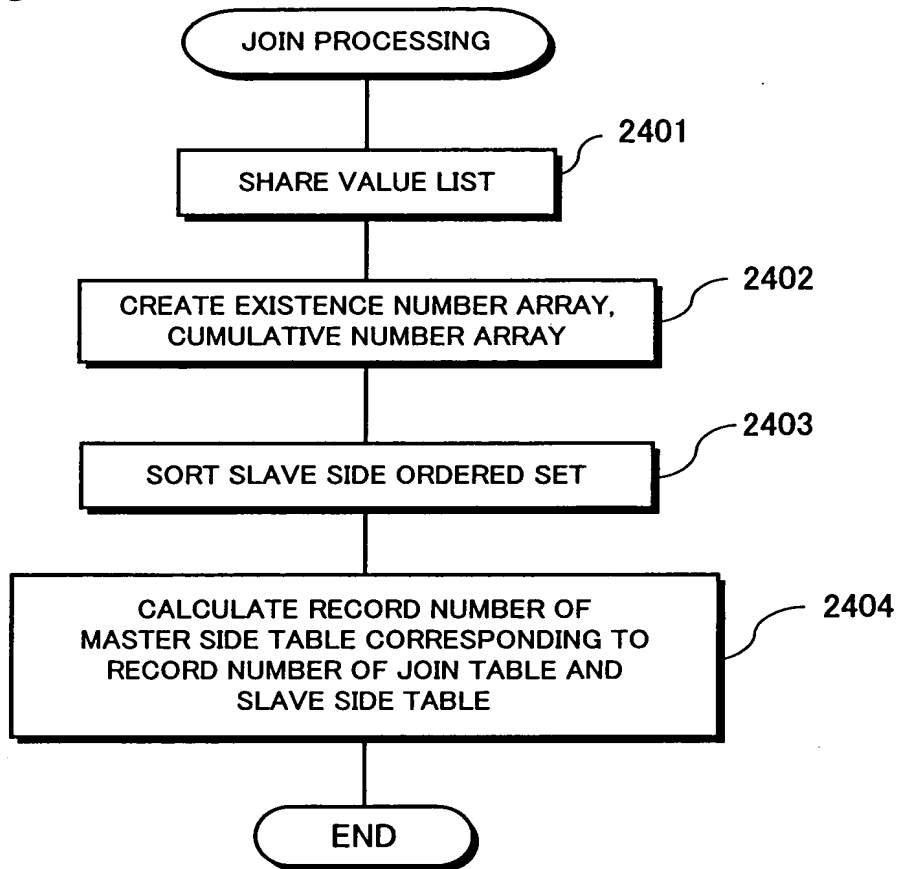 JOIN PROCESSING
2401
SHARE VALUE LIST
2402
CREATE EXISTENCE NUMBER ARRAY,
CUMULATIVE NUMBER ARRAY
2403
SORT SLAVE SIDE ORDERED SET
2404
CALCULATE RECORD NUMBER OF
MASTER SIDE TABLE CORRESPONDING TO
RECORD NUMBER OF JOIN TABLE AND
SLAVE SIDE TABLE
END